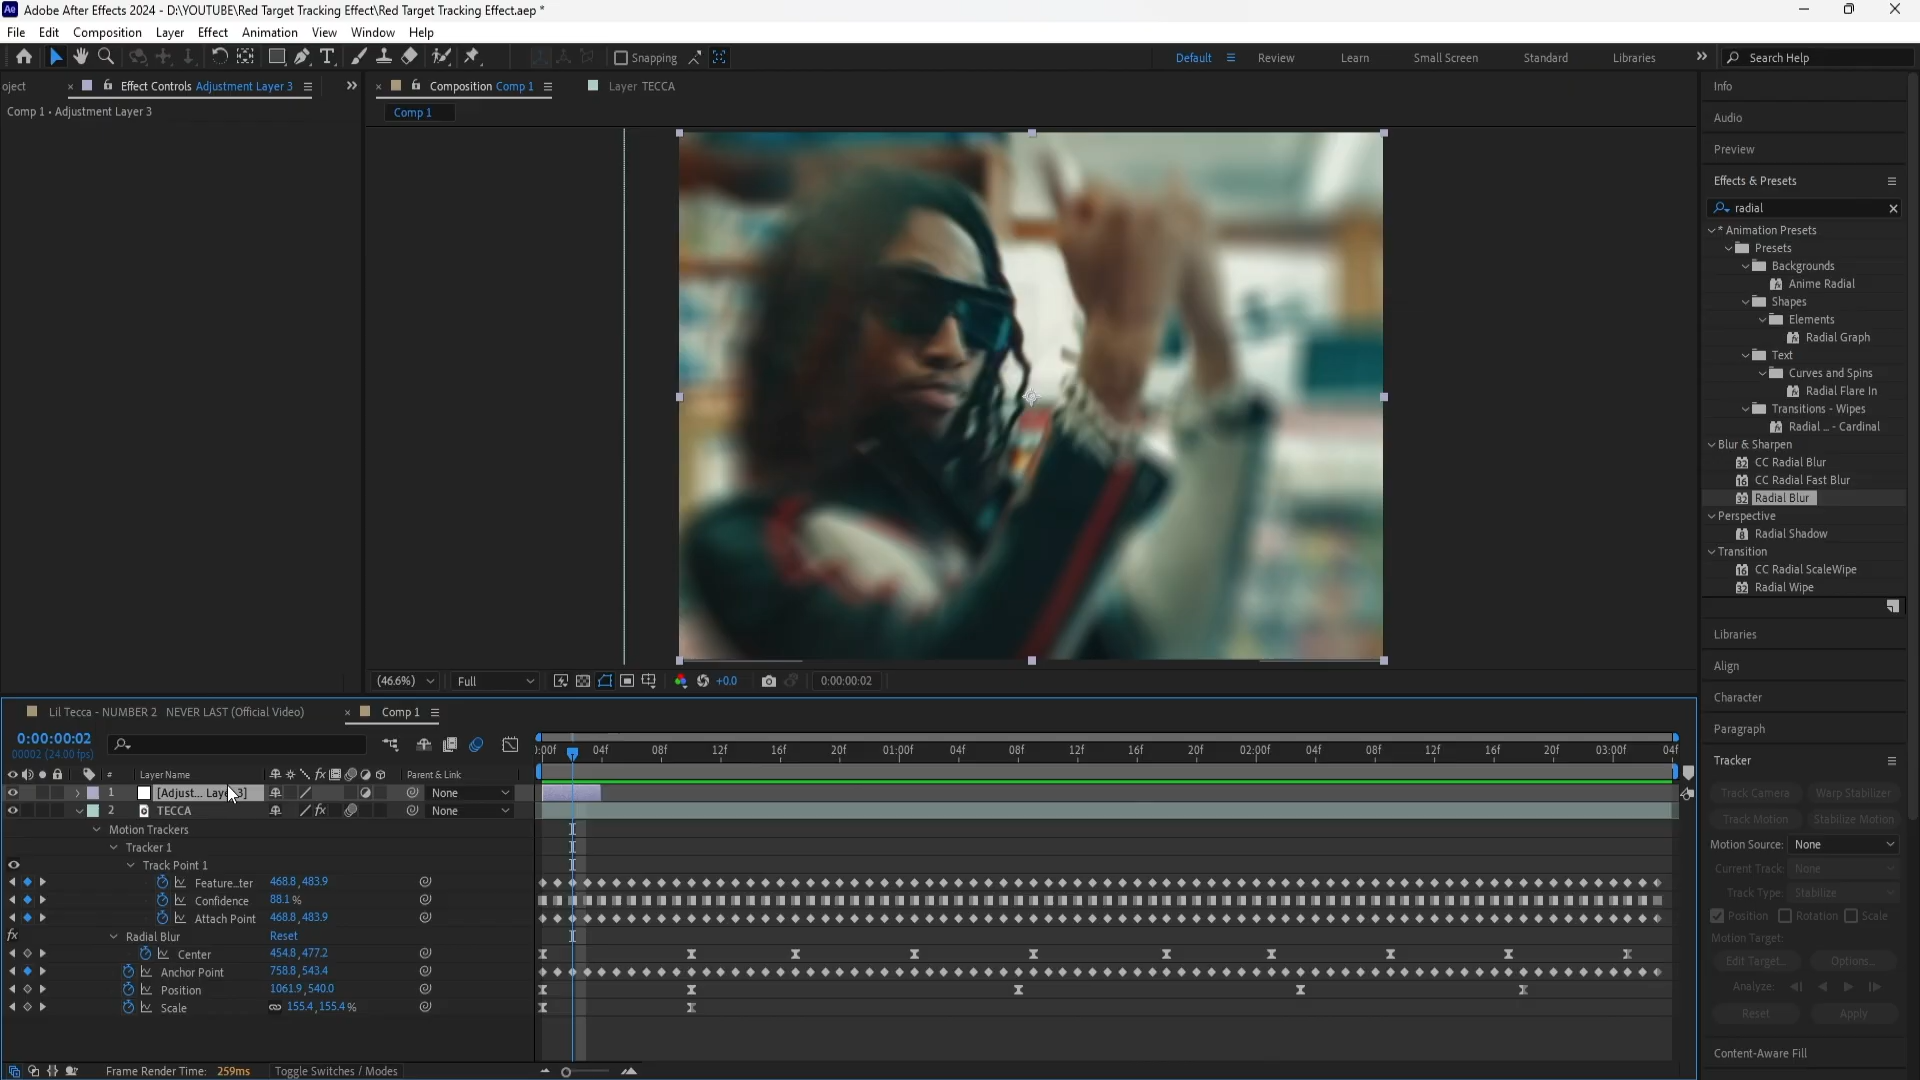 Adobe After Effects 2024 - D:\YOUTUBE\Red Target Tracking Effect\Red Target Tracking Effect.aep *
File Edit Composition Layer Effect Animation View Window Help
Snapping
Default Review Learn Small Screen Standard Libraries Search Help
oject Effect Controls Adjustment Layer 3 Composition Comp 1 Layer TECCA
Comp 1 • Adjustment Layer 3
Comp 1
Info
Audio
Preview
Effects & Presets
radial
* Animation Presets
Presets
Backgrounds
Anime Radial
Shapes
Elements
Radial Graph
Text
Curves and Spins
Radial Flare In
Transitions - Wipes
Radial ... - Cardinal
Blur & Sharpen
32 CC Radial Blur
16 CC Radial Fast Blur
32 Radial Blur
Perspective
8 Radial Shadow
Transition
16 CC Radial ScaleWipe
32 Radial Wipe
Libraries
Align
Character
Paragraph
Tracker
Track Camera Warp Stabilizer
Track Motion Stabilize Motion
Motion Source: None
Current Track: None
Track Type: Stabilize
Position Rotation Scale
Motion Target:
Edit Target... Options...
Analyze:
Reset Apply
Content-Aware Fill
(46.6%) Full +0.0 0:00:00:02
Lil Tecca - NUMBER 2 NEVER LAST (Official Video) Comp 1
0:00:00:02
00002 (24.00 fps)
:00f 04f 08f 12f 16f 20f 01:00f 04f 08f 12f 16f 20f 02:00f 04f 08f 12f 16f 20f 03:00f 04f
# Layer Name Parent & Link
1 [Adjust... Laye 3] None
2 TECCA fx None
Motion Trackers
Tracker 1
Track Point 1
Feature...ter 468.8,483.9
Confidence 88.1%
Attach Point 468.8,483.9
fx Radial Blur Reset
Center 454.8,477.2
Anchor Point 758.8,543.4
Position 1061.9,540.0
Scale 155.4,155.4%
Frame Render Time: 259ms Toggle Switches / Modes